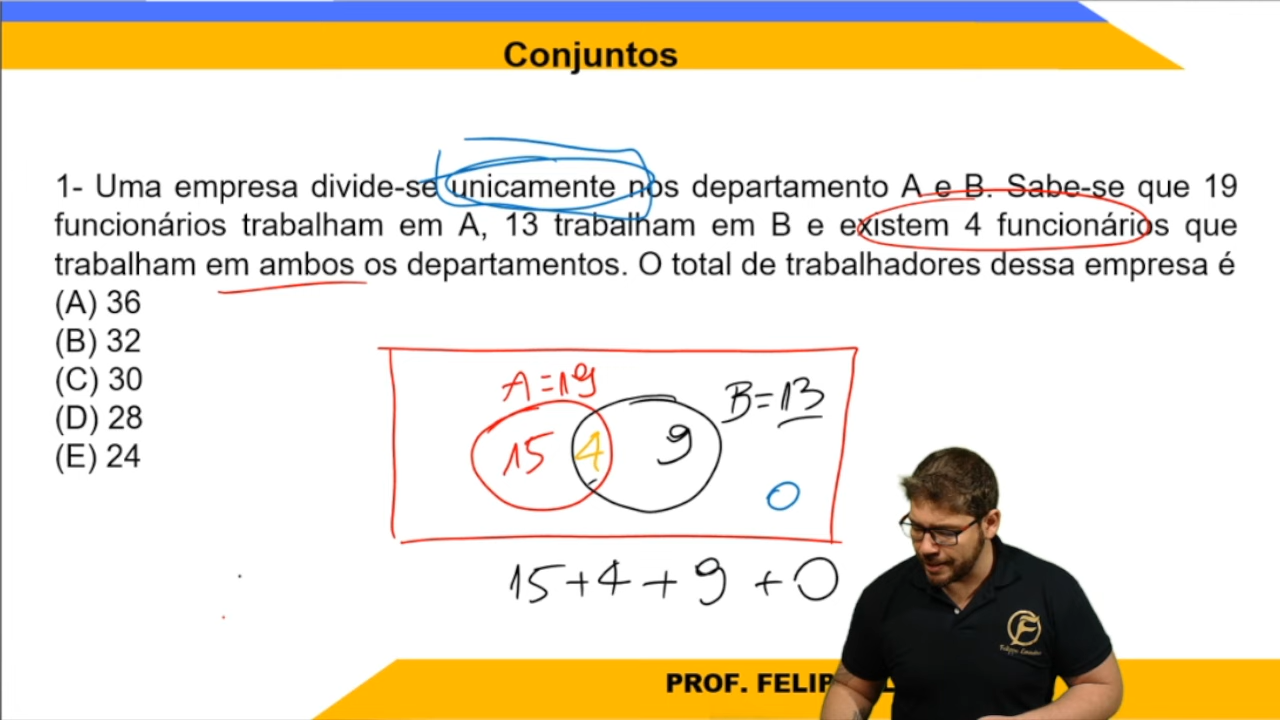 Conjuntos
1- Uma empresa divide-se unicamente nos departamento A e B. Sabe-se que 19
funcionários trabalham em A, 13 trabalham em B e existem 4 funcionários que
trabalham em ambos os departamentos. O total de trabalhadores dessa empresa é
(A) 36
(B) 32
(C) 30
(D) 28
(E) 24
A=19
B=13
15 4 9
0
15+4+9+0
PROF. FELIP